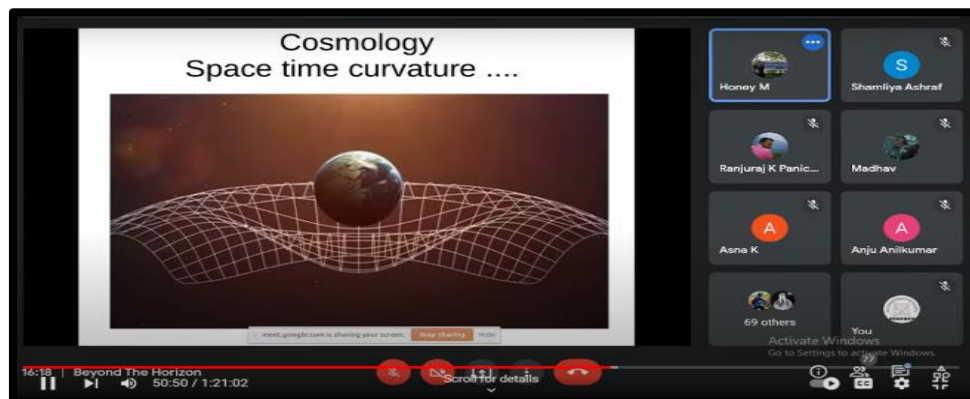 Cosmology
Space time curvature ....
Honey M
S
Shamliya Ashraf
Ranjuraj K Panic...
Madhav
A
Asna K
A
Anju Anilkumar
69 others
You
meet.google.com is sharing your screen.
Stop sharing
Hide
Activate Windows
Go to Settings to activate Windows.
16:18 | Beyond The Horizon
77
50:50 / 1:21:02
Scroll for details
CC